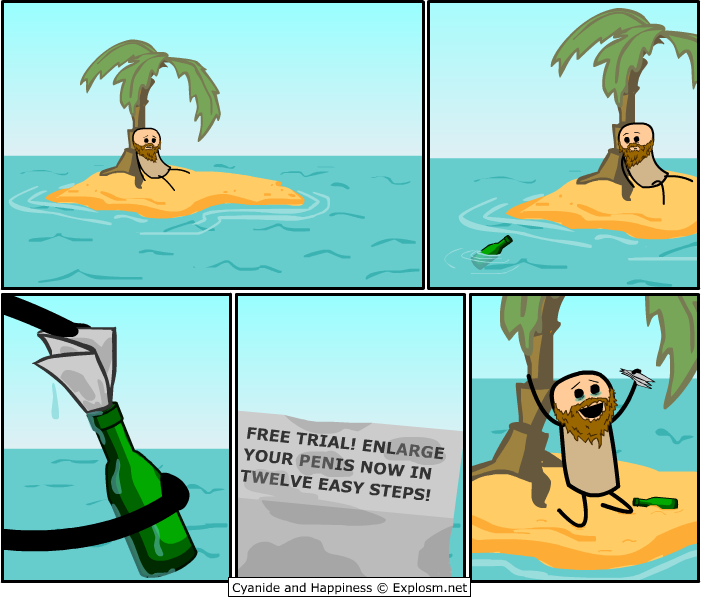 FREE TRIAL! ENLARGE
YOUR PENIS NOW IN
TWELVE EASY STEPS!
Cyanide and Happiness © Explosm.net